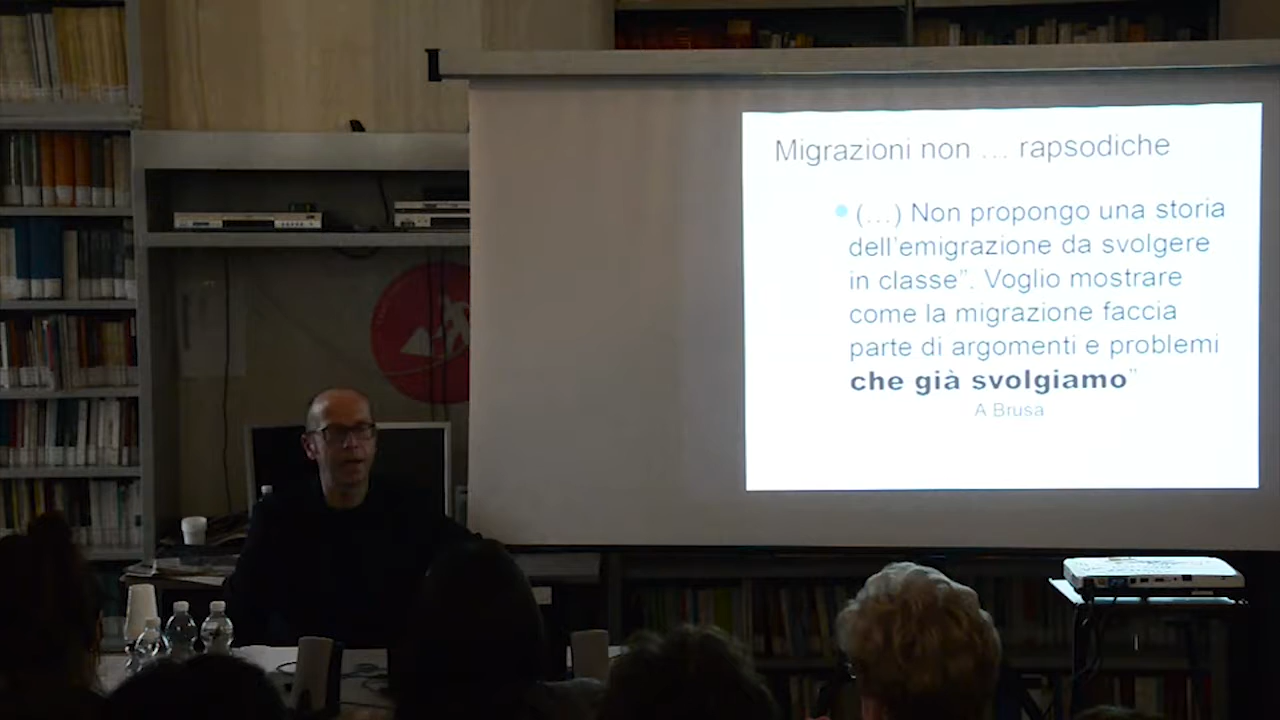 Migrazioni non ... rapsodiche
(...) Non propongo una storia
dell'emigrazione da svolgere
in classe”. Voglio mostrare
come la migrazione faccia
parte di argomenti e problemi
che già svolgiamo”
A Brusa